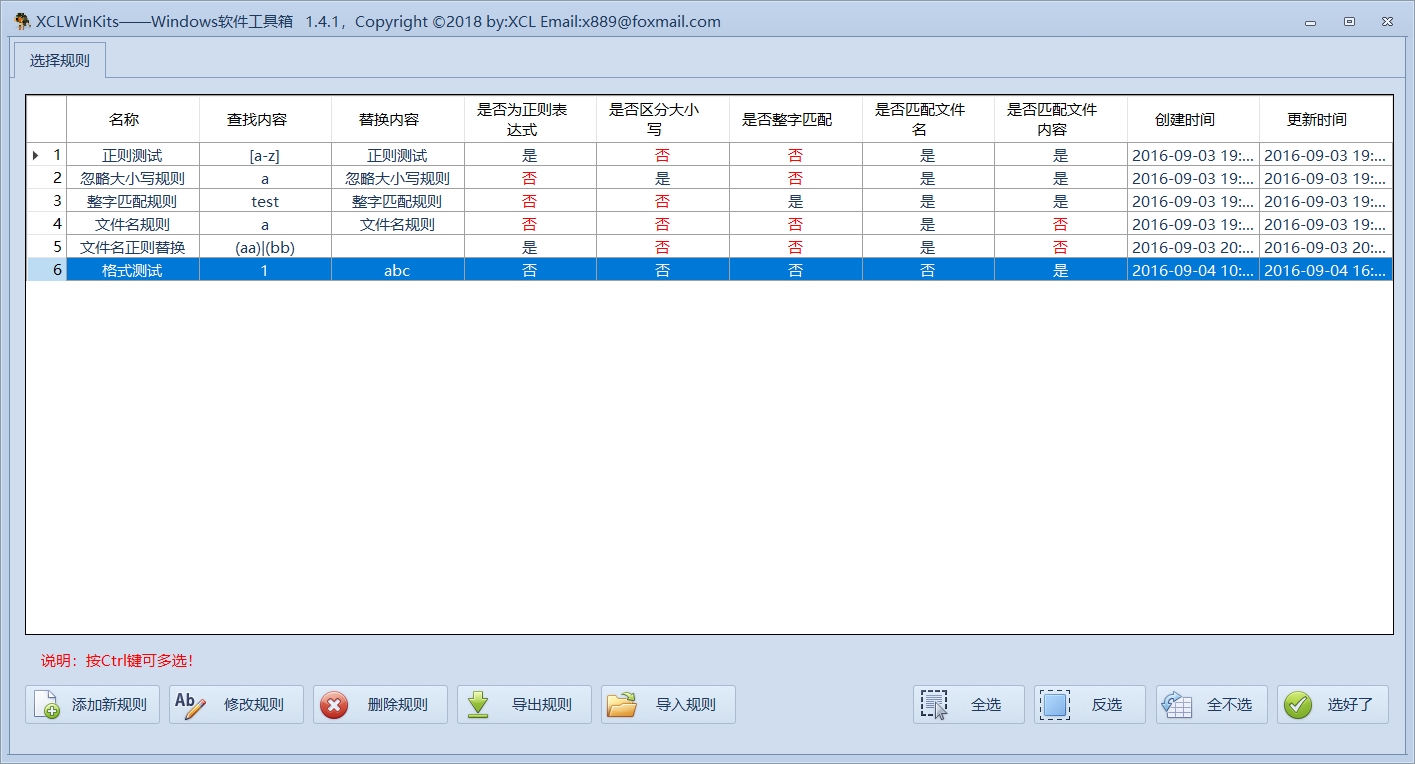 XCLWinKits——Windows软件工具箱 1.4.1，Copyright ©2018 by:XCL Email:x889@foxmail.com
选择规则
名称 查找内容 替换内容 是否为正则表达式 是否区分大小写 是否整字匹配 是否匹配文件名 是否匹配文件内容 创建时间 更新时间
1 正则测试 [a-z] 正则测试 是 否 否 是 是 2016-09-03 19:... 2016-09-03 19:...
2 忽略大小写规则 a 忽略大小写规则 否 是 否 是 是 2016-09-03 19:... 2016-09-03 19:...
3 整字匹配规则 test 整字匹配规则 否 否 是 是 是 2016-09-03 19:... 2016-09-03 19:...
4 文件名规则 a 文件名规则 否 否 否 是 否 2016-09-03 19:... 2016-09-03 19:...
5 文件名正则替换 (aa)|(bb) 是 否 否 是 否 2016-09-03 20:... 2016-09-03 20:...
6 格式测试 1 abc 否 否 否 否 是 2016-09-04 10:... 2016-09-04 16:...
说明：按Ctrl键可多选！
添加新规则 Ab 修改规则 删除规则 导出规则 导入规则 全选 反选 全不选 选好了